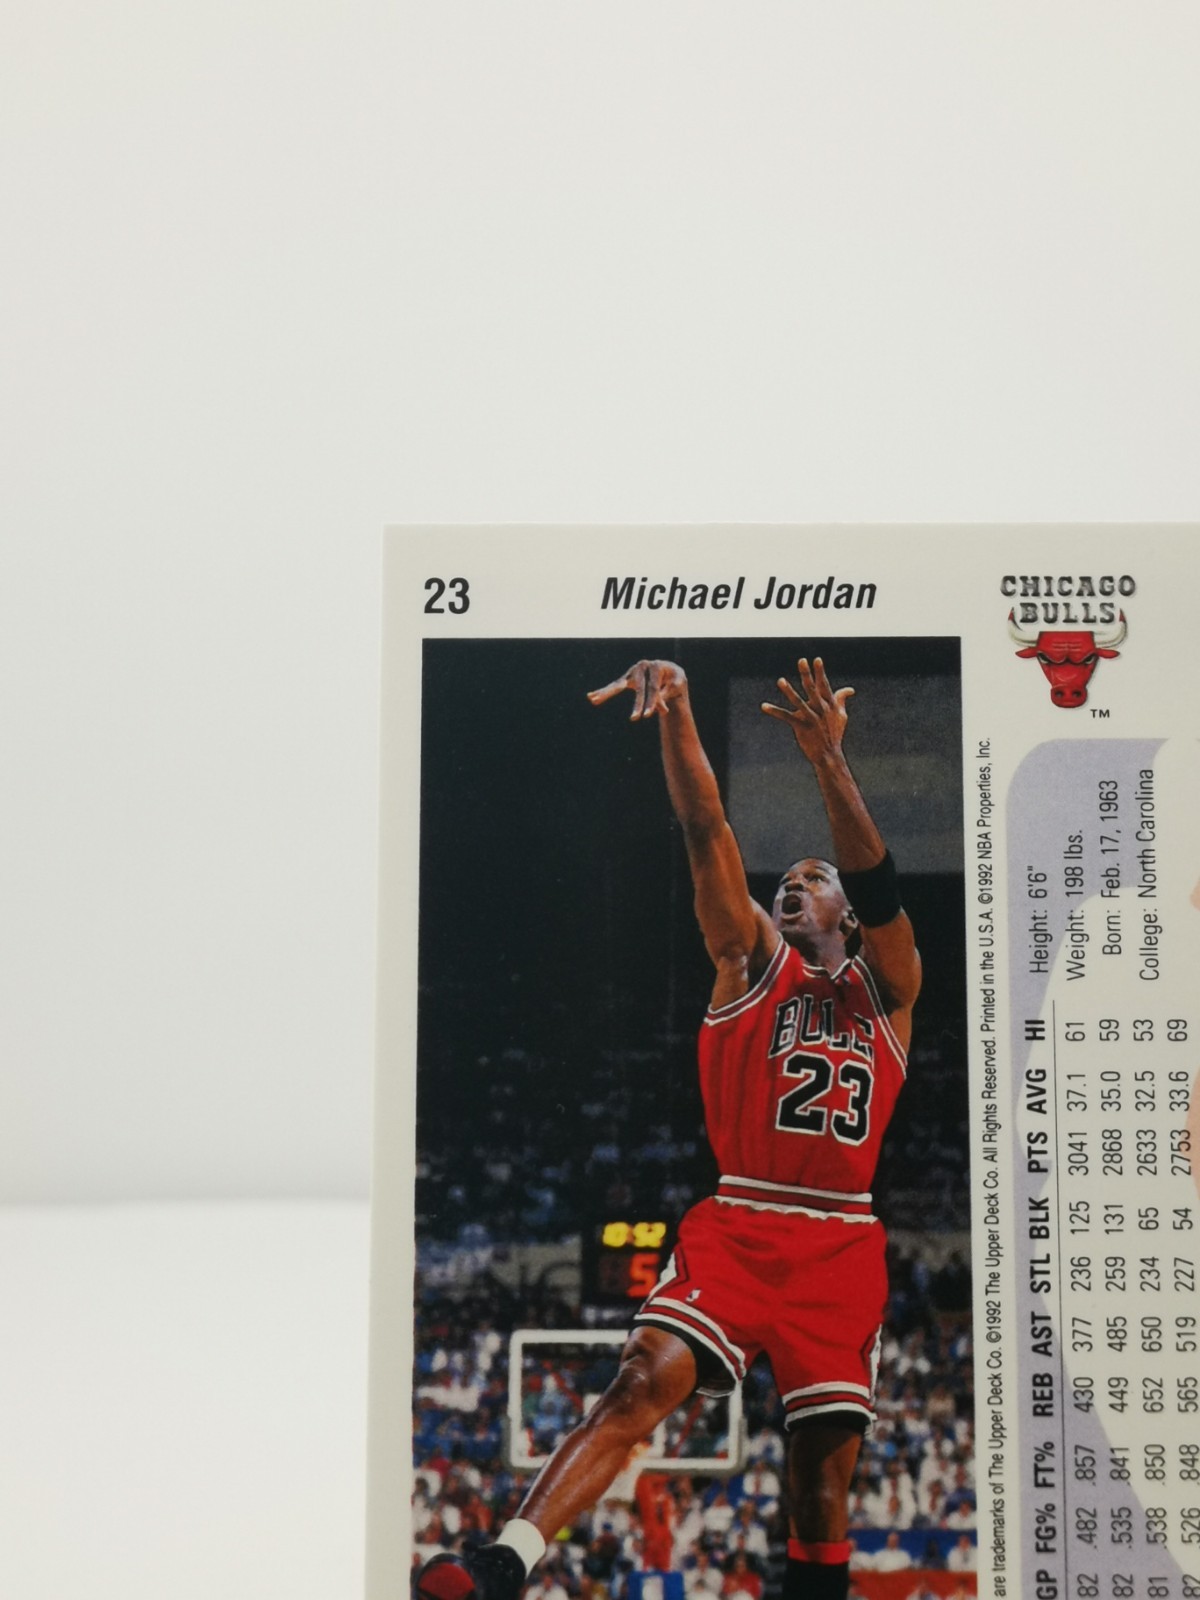 23
Michael Jordan
CHICAGO
BULLS
TM
BULLS
23
10:52
5
are trademarks of The Upper Deck Co. ©1992 The Upper Deck Co. All Rights Reserved. Printed in the U.S.A. ©1992 NBA Properties, Inc.
Height: 6'6"
Weight: 198 lbs.
Born: Feb. 17, 1963
College: North Carolina
GP FG% FT% REB AST STL BLK PTS AVG HI
82 .482 .857 430 377 236 125 3041 37.1 61
82 .535 .841 449 485 259 131 2868 35.0 59
81 .538 .850 652 650 234 65 2633 32.5 53
82 .526 .848 565 519 227 54 2753 33.6 69